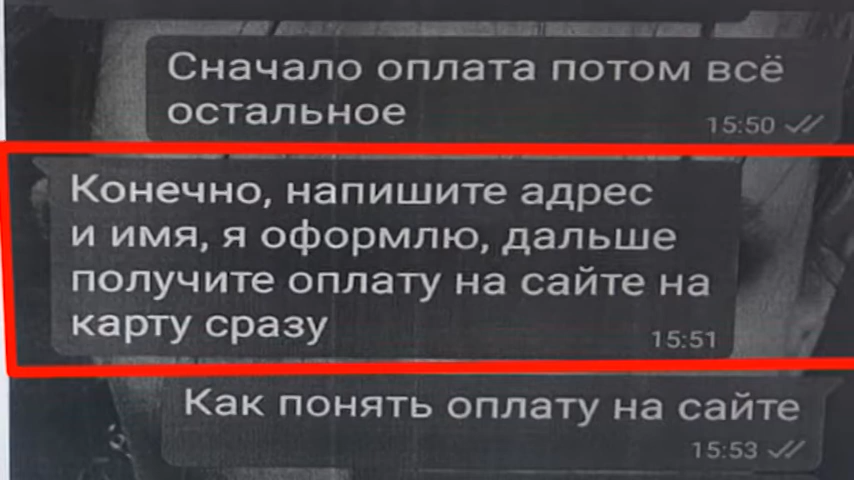 Сначало оплата потом всё
остальное
15:50
Конечно, напишите адрес
и имя, я оформлю, дальше
получите оплату на сайте на
карту сразу
15:51
Как понять оплату на сайте
15:53